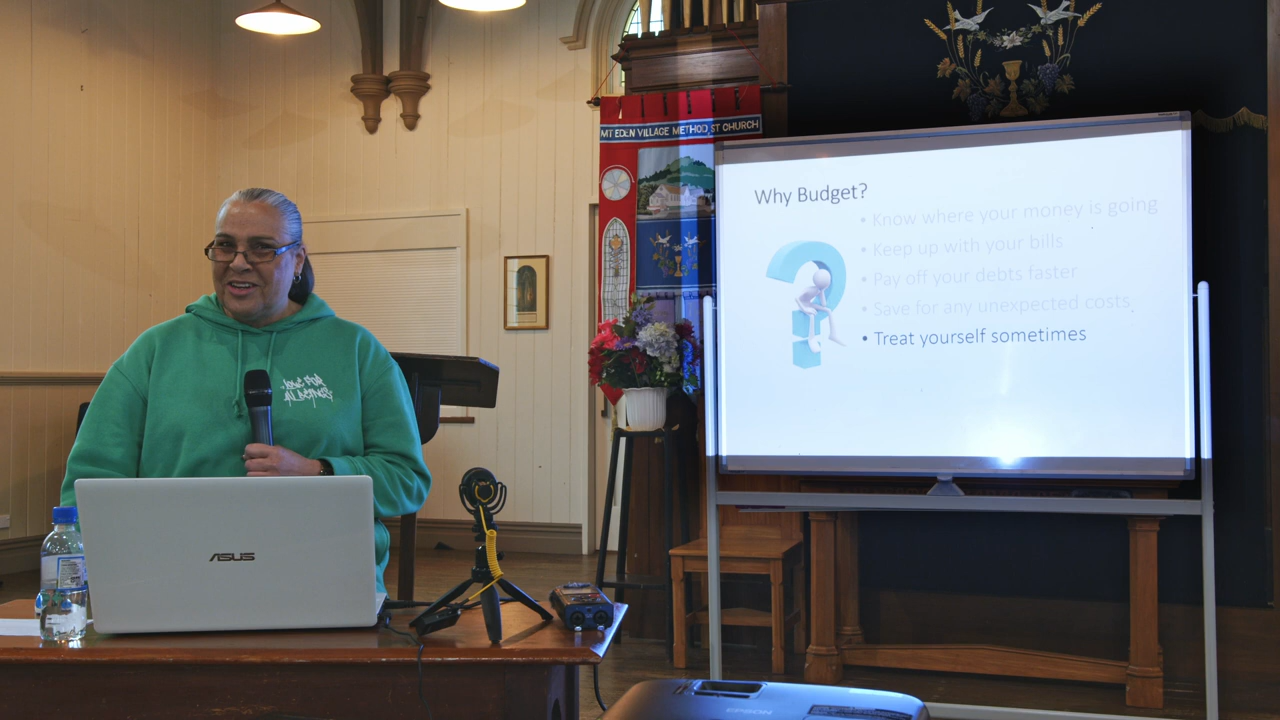 MT EDEN VILLAGE METHODIST CHURCH
Why Budget?
• Know where your money is going
• Keep up with your bills
• Pay off your debts faster
• Save for any unexpected costs.
• Treat yourself sometimes
ASUS
EPSON